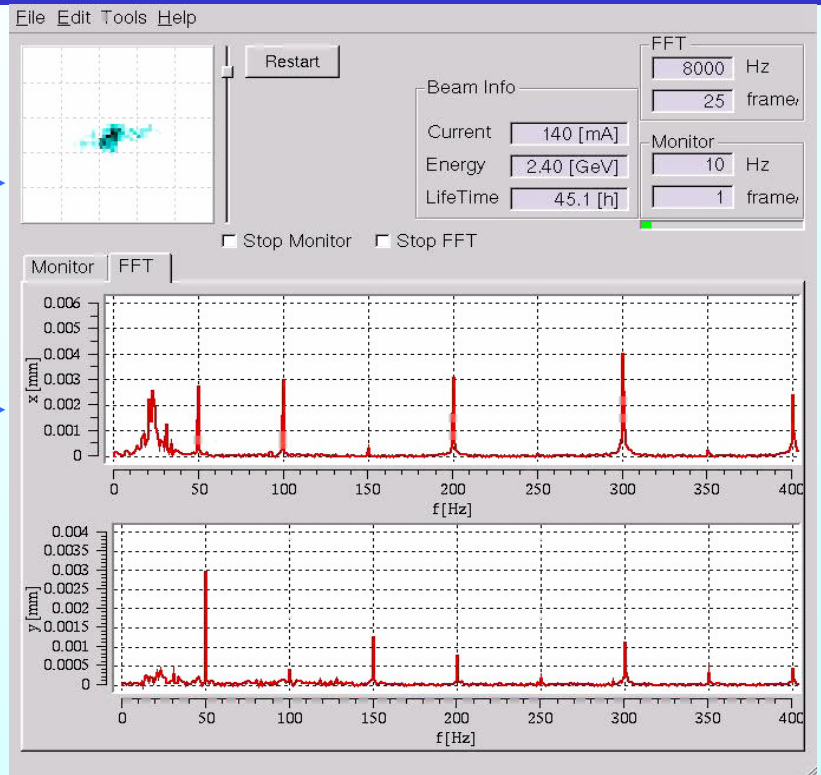 File Edit Tools Help
Restart
Beam Info
Current 140 [mA]
Energy 2.40 [GeV]
LifeTime 45.1 [h]
FFT
8000 Hz
25 frame/
Monitor
10 Hz
1 frame/
Stop Monitor Stop FFT
Monitor FFT
0.006
0.005
0.004
0.003
0.002
0.001
0
x [mm]
0 50 100 150 200 250 300 350 400
f[Hz]
0.004
0.0035
0.003
0.0025
0.002
0.0015
0.001
0.0005
0
y [mm]
0 50 100 150 200 250 300 350 400
f[Hz]